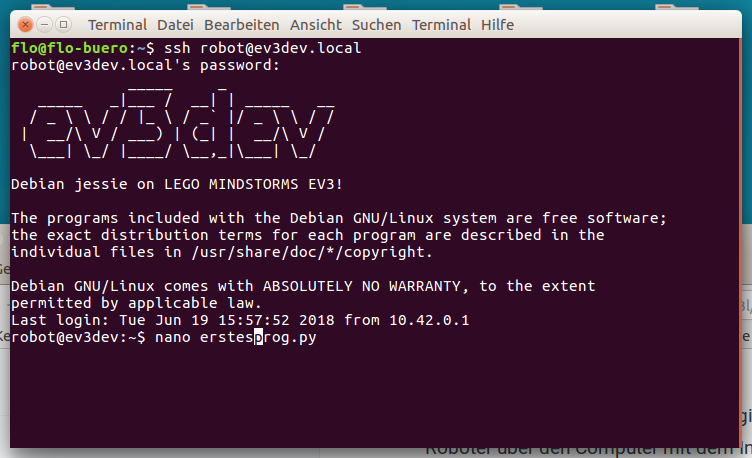 Terminal Datei Bearbeiten Ansicht Suchen Terminal Hilfe
flo@flo-buero:~$ ssh robot@ev3dev.local
robot@ev3dev.local's password:
ev3dev
Debian jessie on LEGO MINDSTORMS EV3!
The programs included with the Debian GNU/Linux system are free software;
the exact distribution terms for each program are described in the
individual files in /usr/share/doc/*/copyright.
Debian GNU/Linux comes with ABSOLUTELY NO WARRANTY, to the extent
permitted by applicable law.
Last login: Tue Jun 19 15:57:52 2018 from 10.42.0.1
robot@ev3dev:~$ nano erstesprog.py
Roboter über den Computer mit dem